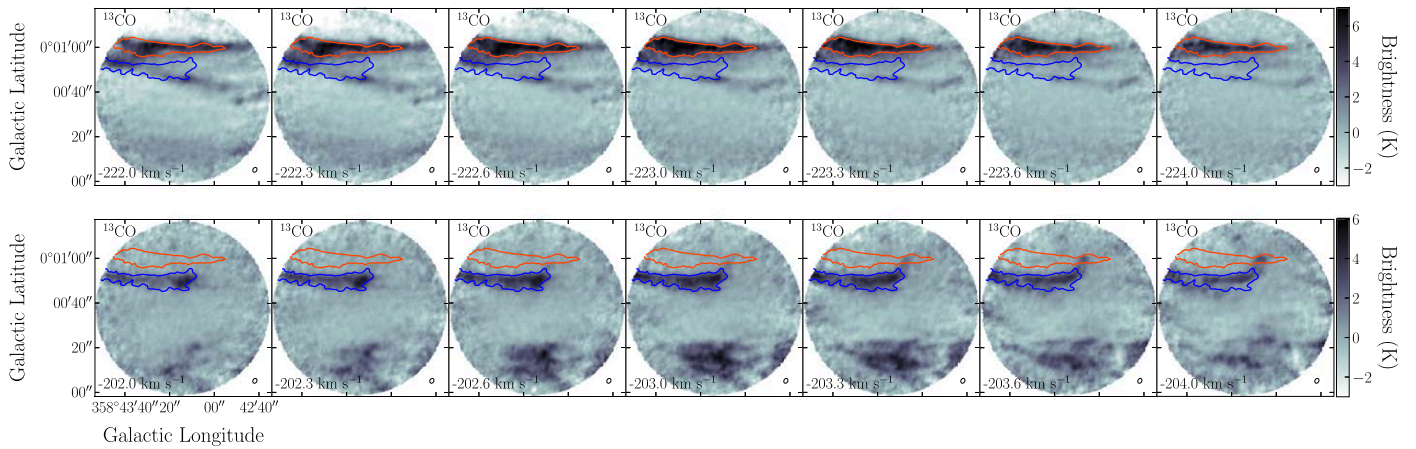 ¹³CO ¹³CO ¹³CO ¹³CO ¹³CO ¹³CO ¹³CO
0°01′00″
00′40″
20″
00″
Galactic Latitude
-222.0 km s⁻¹ -222.3 km s⁻¹ -222.6 km s⁻¹ -223.0 km s⁻¹ -223.3 km s⁻¹ -223.6 km s⁻¹ -224.0 km s⁻¹
6
4
2
0
−2
Brightness (K)
¹³CO ¹³CO ¹³CO ¹³CO ¹³CO ¹³CO ¹³CO
0°01′00″
00′40″
20″
00″
Galactic Latitude
-202.0 km s⁻¹ -202.3 km s⁻¹ -202.6 km s⁻¹ -203.0 km s⁻¹ -203.3 km s⁻¹ -203.6 km s⁻¹ -204.0 km s⁻¹
6
4
2
0
−2
Brightness (K)
358°43′40″ 20″ 00″ 42′40″
Galactic Longitude